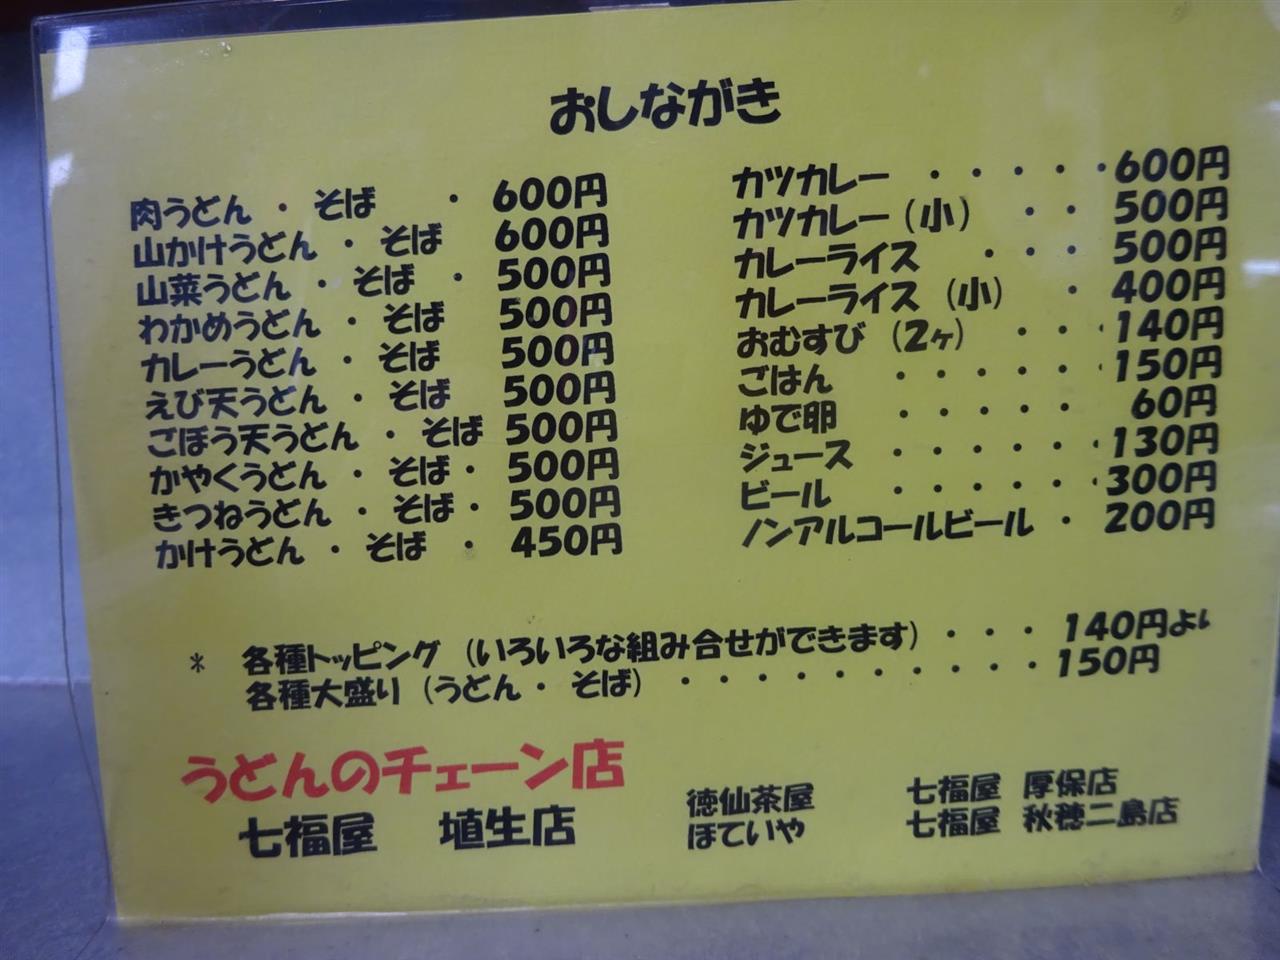 おしながき
肉うどん ・ そば ・ 600円
山かけうどん ・ そば 600円
山菜うどん ・ そば ・ 500円
わかめうどん ・ そば 500円
カレーうどん ・ そば 500円
えび天うどん ・ そば 500円
ごぼう天うどん ・ そば 500円
かやくうどん ・ そば ・ 500円
きつねうどん ・ そば ・ 500円
かけうどん ・ そば ・ 450円
カツカレー ・・・・・ 600円
カツカレー(小) ・・ 500円
カレーライス ・・・ 500円
カレーライス (小) ・ 400円
おむすび (2ヶ) ・・・ 140円
ごはん ・・・・・・ 150円
ゆで卵 ・・・・・ 60円
ジュース ・・・・・・ 130円
ビール ・・・・・・ 300円
ノンアルコールビール ・ 200円
* 各種トッピング (いろいろな組み合せができます) ・・・ 140円より
各種大盛り (うどん・ そば) ・・・・・・・・・・ 150円
うどんのチェーン店
七福屋 埴生店
徳仙茶屋
ほていや
七福屋 厚保店
七福屋 秋穂二島店